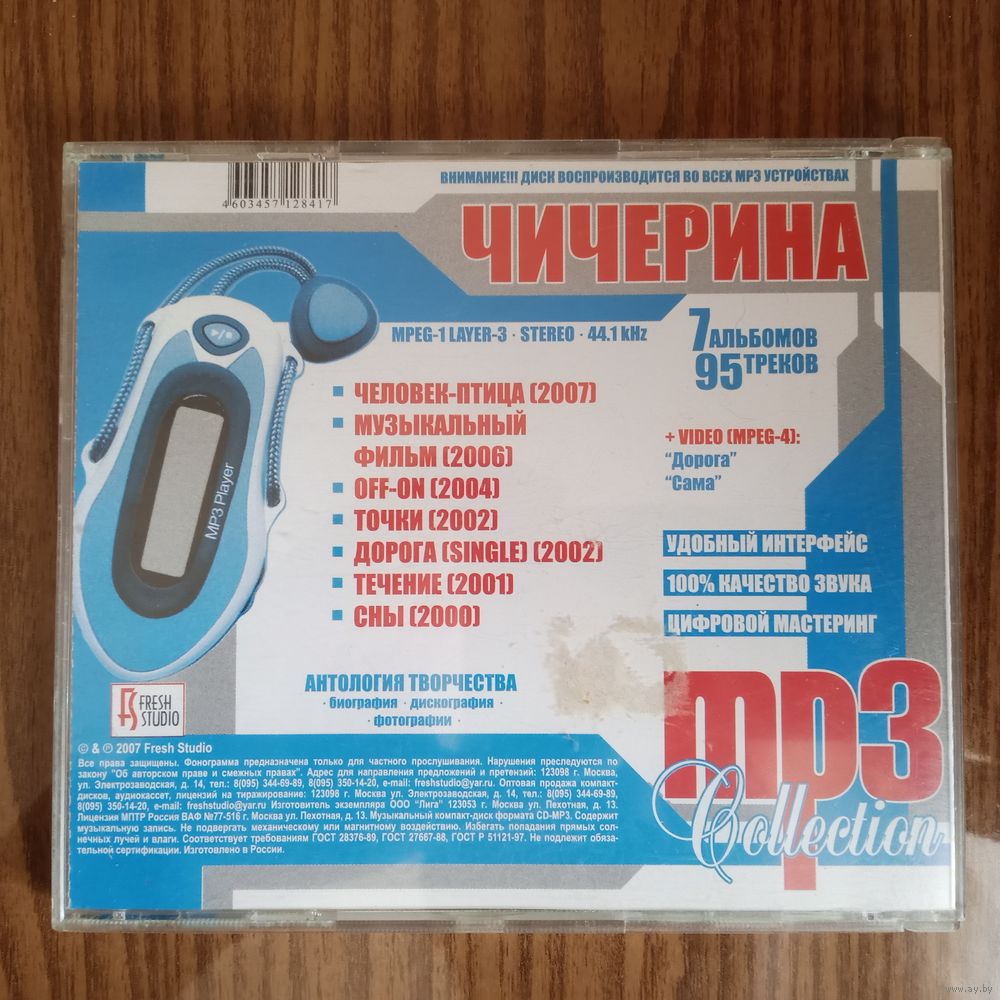 4603457 128417
ВНИМАНИЕ!!! ДИСК ВОСПРОИЗВОДИТСЯ ВО ВСЕХ MP3 УСТРОЙСТВАХ
ЧИЧЕРИНА
MPEG-1 LAYER-3 · STEREO · 44.1 kHz
7 АЛЬБОМОВ
95 ТРЕКОВ
ЧЕЛОВЕК-ПТИЦА (2007)
МУЗЫКАЛЬНЫЙ
ФИЛЬМ (2006)
OFF-ON (2004)
ТОЧКИ (2002)
ДОРОГА (SINGLE) (2002)
ТЕЧЕНИЕ (2001)
СНЫ (2000)
+ VIDEO (MPEG-4):
"Дорога"
"Сама"
MP3 Player
УДОБНЫЙ ИНТЕРФЕЙС
100% КАЧЕСТВО ЗВУКА
ЦИФРОВОЙ МАСТЕРИНГ
АНТОЛОГИЯ ТВОРЧЕСТВА
· биография · дискография ·
· фотографии ·
FS FRESH
STUDIO
mp3
Collection
© & ℗ 2007 Fresh Studio
Все права защищены. Фонограмма предназначена только для частного прослушивания. Нарушения преследуются по
закону "Об авторском праве и смежных правах". Адрес для направления предложений и претензий: 123098 г. Москва,
ул. Электрозаводская, д. 14, тел.: 8(095) 344-69-89, 8(095) 350-14-20, e-mail: freshstudio@yar.ru. Оптовая продажа компакт-
дисков, аудиокассет, лицензий на тиражирование: 123098 г. Москва ул. Электрозаводская, д. 14, тел.: 8(095) 344-69-89,
8(095) 350-14-20, e-mail: freshstudio@yar.ru Изготовитель экземпляра ООО "Лига" 123053 г. Москва ул. Пехотная, д. 13.
Лицензия МПТР Россия ВАФ №77-516 г. Москва ул. Пехотная, д. 13. Музыкальный компакт-диск формата CD-MP3. Содержит
музыкальную запись. Не подвергать механическому или магнитному воздействию. Избегать попадания прямых сол-
нечных лучей и влаги. Соответствует требованиям ГОСТ 28376-89, ГОСТ 27667-88, ГОСТ Р 51121-97. Не подлежит обяза-
тельной сертификации. Изготовлено в России.
www.ay.by